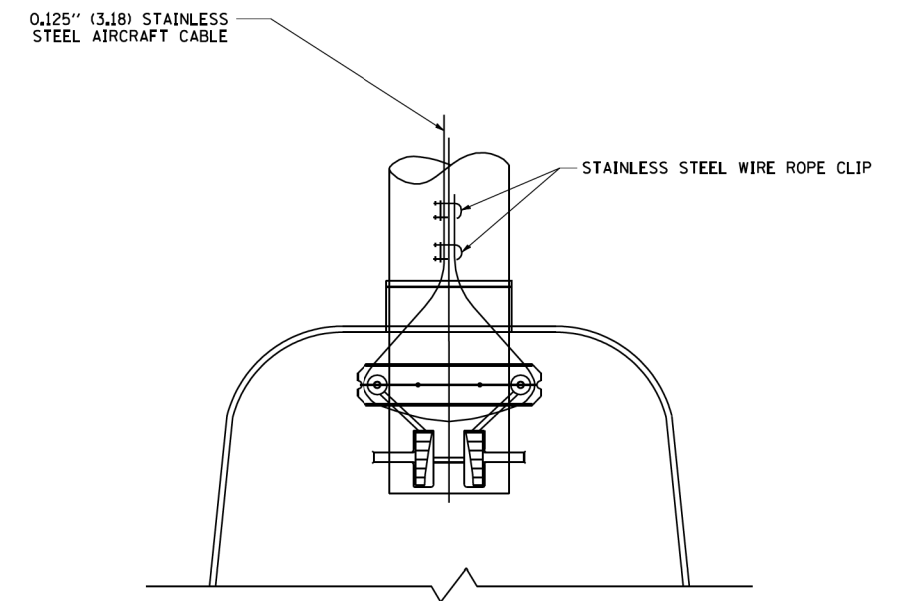 0.125'' (3.18) STAINLESS
STEEL AIRCRAFT CABLE
STAINLESS STEEL WIRE ROPE CLIP